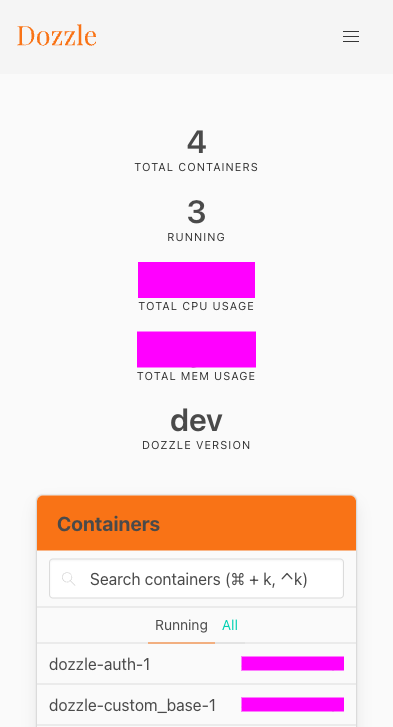 Dozzle
4
TOTAL CONTAINERS
3
RUNNING
TOTAL CPU USAGE
TOTAL MEM USAGE
dev
DOZZLE VERSION
Containers
Search containers (⌘ + k, ^k)
Running All
dozzle-auth-1
dozzle-custom_base-1